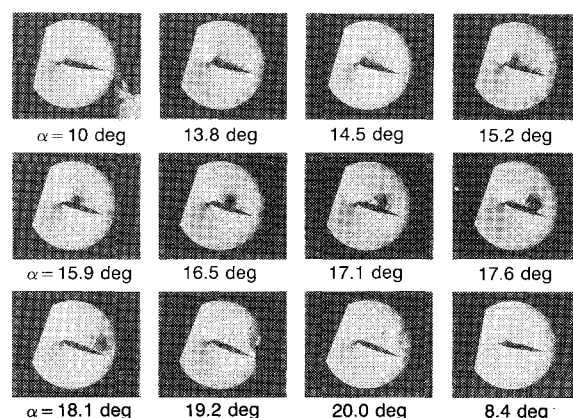 α = 10 deg 13.8 deg 14.5 deg 15.2 deg
α = 15.9 deg 16.5 deg 17.1 deg 17.6 deg
α = 18.1 deg 19.2 deg 20.0 deg 8.4 deg